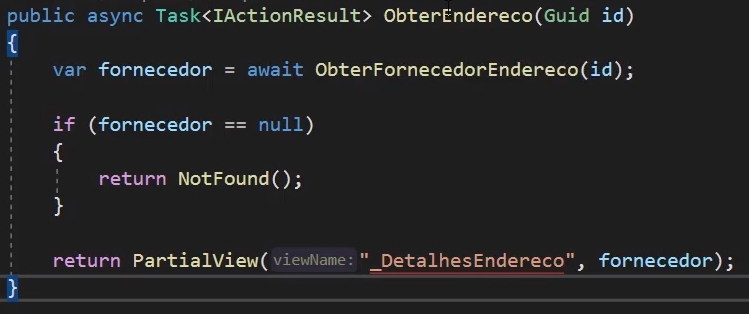 public async Task<IActionResult> ObterEndereco(Guid id)
{
var fornecedor = await ObterFornecedorEndereco(id);
if (fornecedor == null)
{
return NotFound();
}
return PartialView(viewName:"_DetalhesEndereco", fornecedor);
}